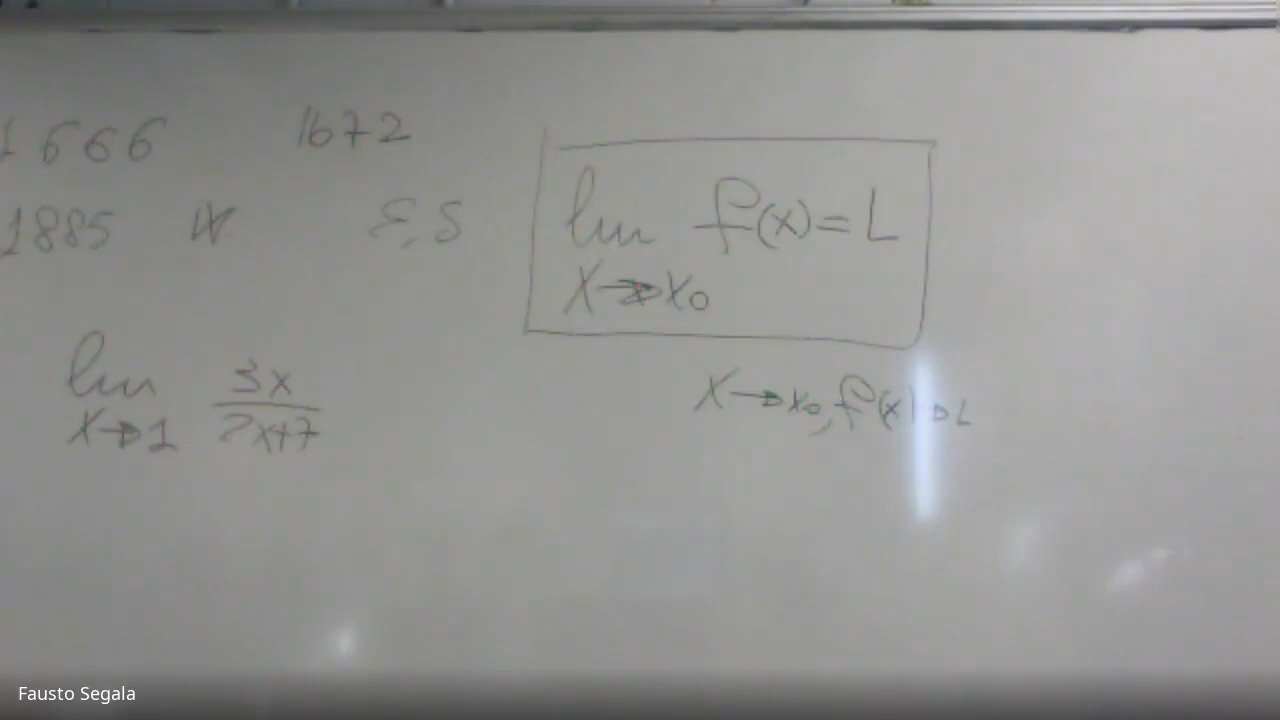 1666 1672
1885 W ε, δ
lim f(x) = L
x→x₀
lim 3x
x→1 2x+7
x→x₀, f(x)→L
Fausto Segala